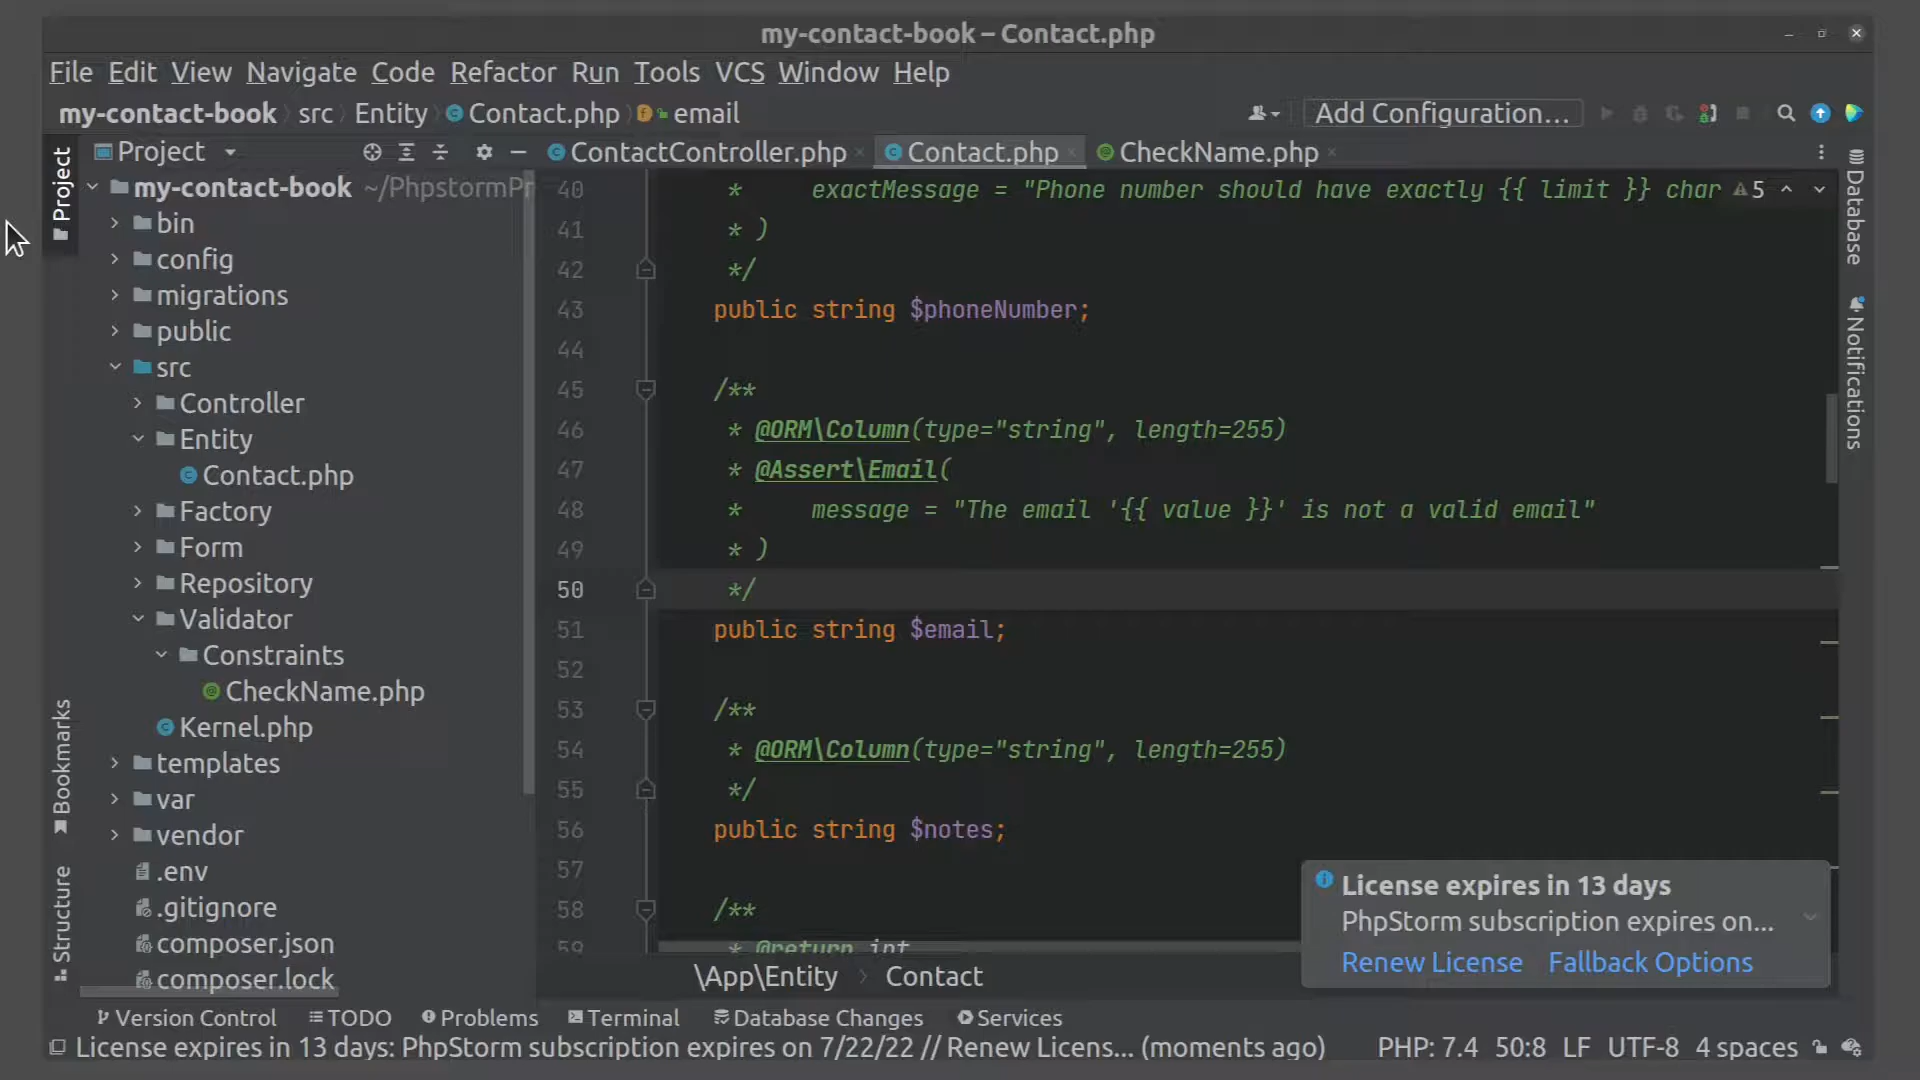 my-contact-book – Contact.php
File Edit View Navigate Code Refactor Run Tools VCS Window Help
my-contact-book src Entity Contact.php email
Add Configuration...
Project
ContactController.php Contact.php CheckName.php
Project
Bookmarks
Structure
my-contact-book ~/PhpstormPr
bin
config
migrations
public
src
Controller
Entity
Contact.php
Factory
Form
Repository
Validator
Constraints
CheckName.php
Kernel.php
templates
var
vendor
.env
.gitignore
composer.json
composer.lock
40 * exactMessage = "Phone number should have exactly {{ limit }} char
5
41 * )
42 */
43 public string $phoneNumber;
44
45 /**
46 * @ORM\Column(type="string", length=255)
47 * @Assert\Email(
48 * message = "The email '{{ value }}' is not a valid email"
49 * )
50 */
51 public string $email;
52
53 /**
54 * @ORM\Column(type="string", length=255)
55 */
56 public string $notes;
57
58 /**
59 * @return int
\App\Entity Contact
Database
Notifications
License expires in 13 days
PhpStorm subscription expires on...
Renew License Fallback Options
Version Control TODO Problems Terminal Database Changes Services
License expires in 13 days: PhpStorm subscription expires on 7/22/22 // Renew Licens... (moments ago) PHP: 7.4 50:8 LF UTF-8 4 spaces